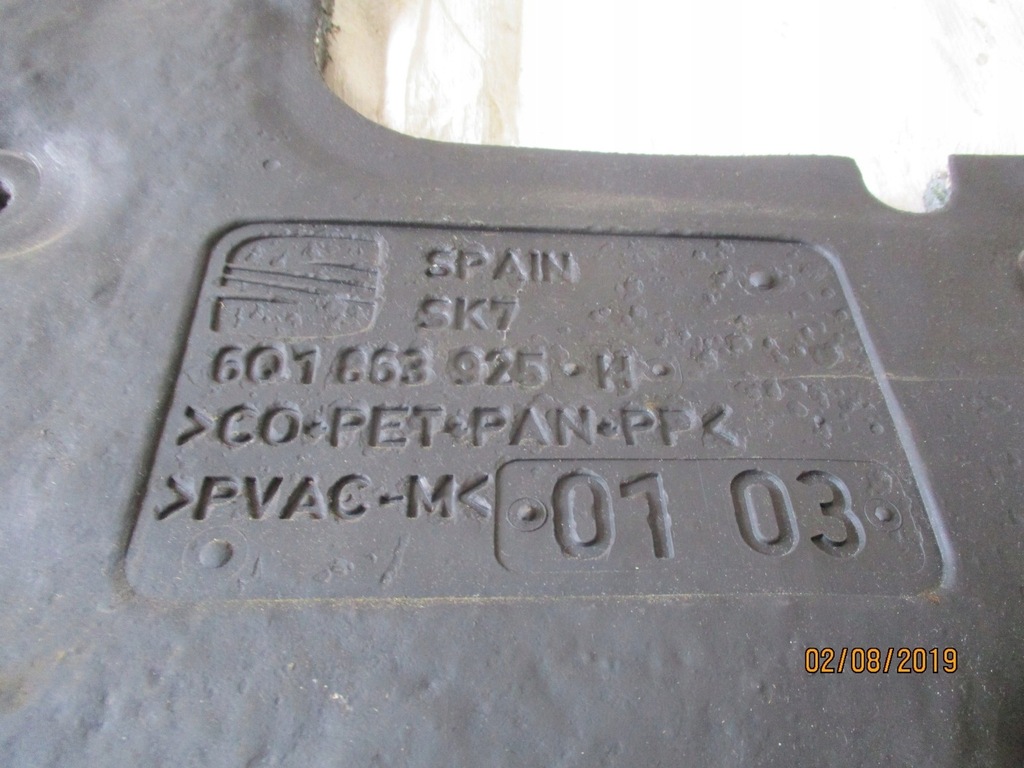 SPAIN
SK7
6Q1 863 925 · H ·
>CO+PET+PAN+PP<
>PVAC-M<
01 03
02/08/2019